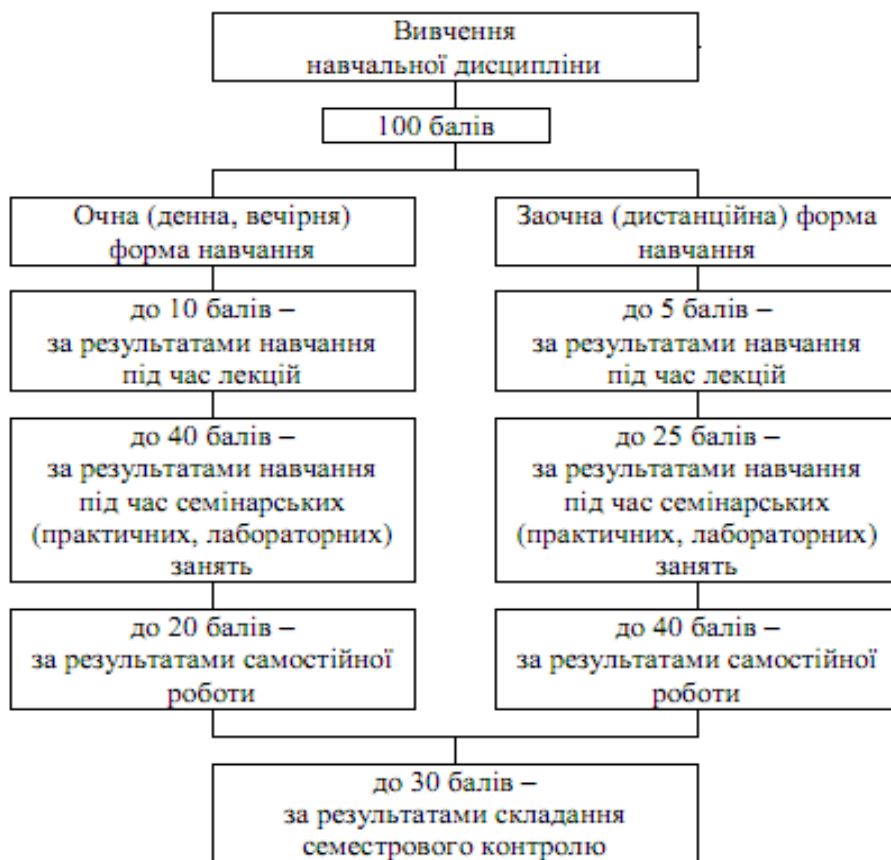 Вивчення
навчальної дисципліни
100 балів
Очна (денна, вечірня)
форма навчання
Заочна (дистанційна) форма
навчання
до 10 балів –
за результатами навчання
під час лекцій
до 5 балів –
за результатами навчання
під час лекцій
до 40 балів –
за результатами навчання
під час семінарських
(практичних, лабораторних)
занять
до 25 балів –
за результатами навчання
під час семінарських
(практичних, лабораторних)
занять
до 20 балів –
за результатами самостійної
роботи
до 40 балів –
за результатами самостійної
роботи
до 30 балів –
за результатами складання
семестрового контролю